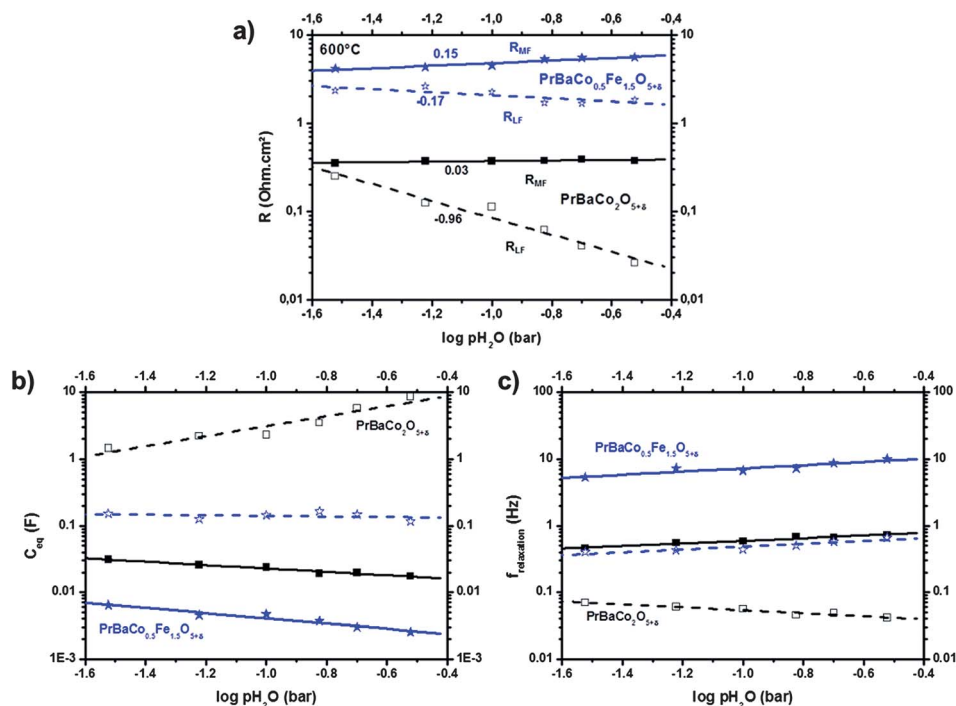 a)
-1,6 -1,4 -1,2 -1,0 -0,8 -0,6 -0,4
10
1
0,1
0,01
R (Ohm.cm²)
600°C
0.15
R_MF
PrBaCo₀.₅Fe₁.₅O₅₊δ
-0.17
R_LF
0.03
R_MF
PrBaCo₂O₅₊δ
-0.96
R_LF
10
1
0,1
0,01
-1,6 -1,4 -1,2 -1,0 -0,8 -0,6 -0,4
log pH₂O (bar)
b)
-1.6 -1.4 -1.2 -1.0 -0.8 -0.6 -0.4
10
1
0.1
0.01
1E-3
C_eq (F)
PrBaCo₂O₅₊δ
PrBaCo₀.₅Fe₁.₅O₅₊δ
10
1
0.1
0.01
1E-3
-1.6 -1.4 -1.2 -1.0 -0.8 -0.6 -0.4
log pH₂O (bar)
c)
-1.6 -1.4 -1.2 -1.0 -0.8 -0.6 -0.4
100
10
1
0.1
0.01
f_relaxation (Hz)
PrBaCo₀.₅Fe₁.₅O₅₊δ
PrBaCo₂O₅₊δ
100
10
1
0.1
0.01
-1.6 -1.4 -1.2 -1.0 -0.8 -0.6 -0.4
log pH₂O (bar)